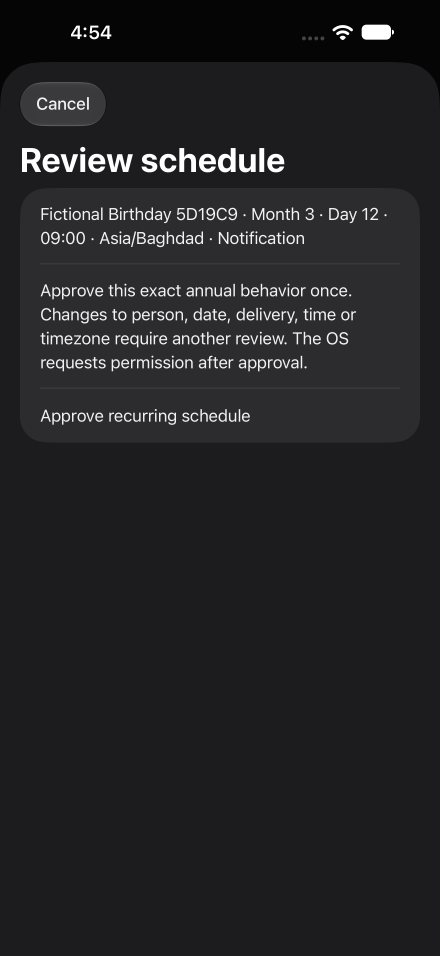 4:54
Cancel
Review schedule
Fictional Birthday 5D19C9 · Month 3 · Day 12 ·
09:00 · Asia/Baghdad · Notification
Approve this exact annual behavior once.
Changes to person, date, delivery, time or
timezone require another review. The OS
requests permission after approval.
Approve recurring schedule